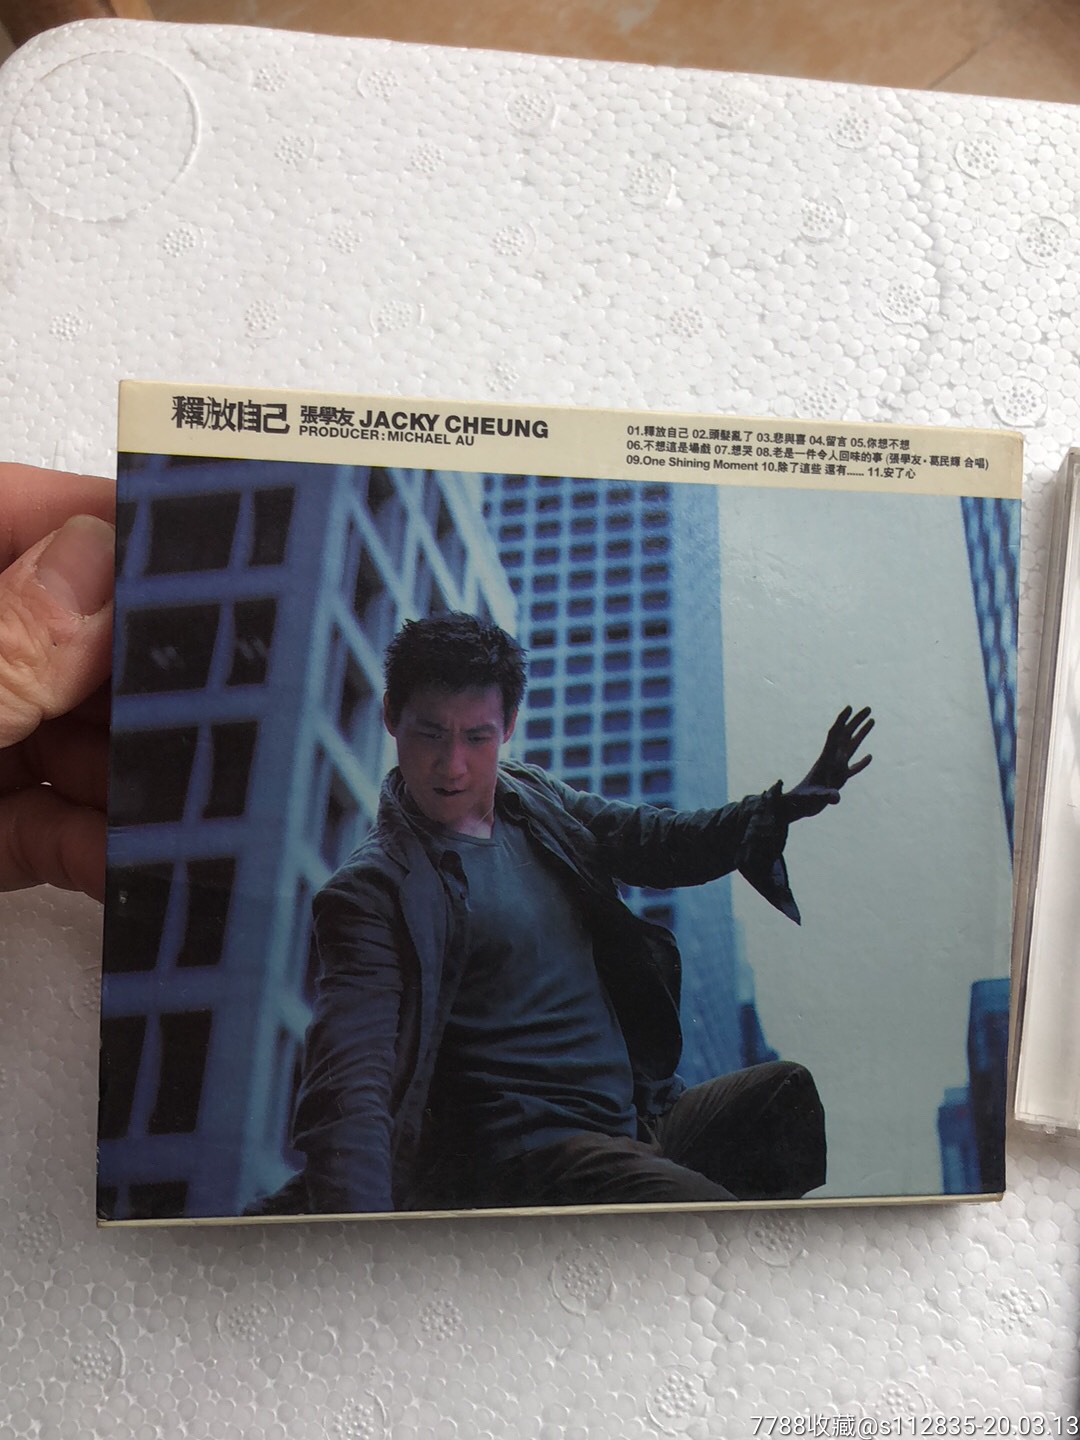 釋放自己 張學友 JACKY CHEUNG
PRODUCER:MICHAEL AU
01.釋放自己 02.頭髮亂了 03.悲與喜 04.留言 05.你想不想
06.不想這是場戲 07.想哭 08.老是一件令人回味的事 (張學友·葛民輝 合唱)
09.One Shining Moment 10.除了這些 還有...... 11.安了心
7788收藏@s112835-20.03.13